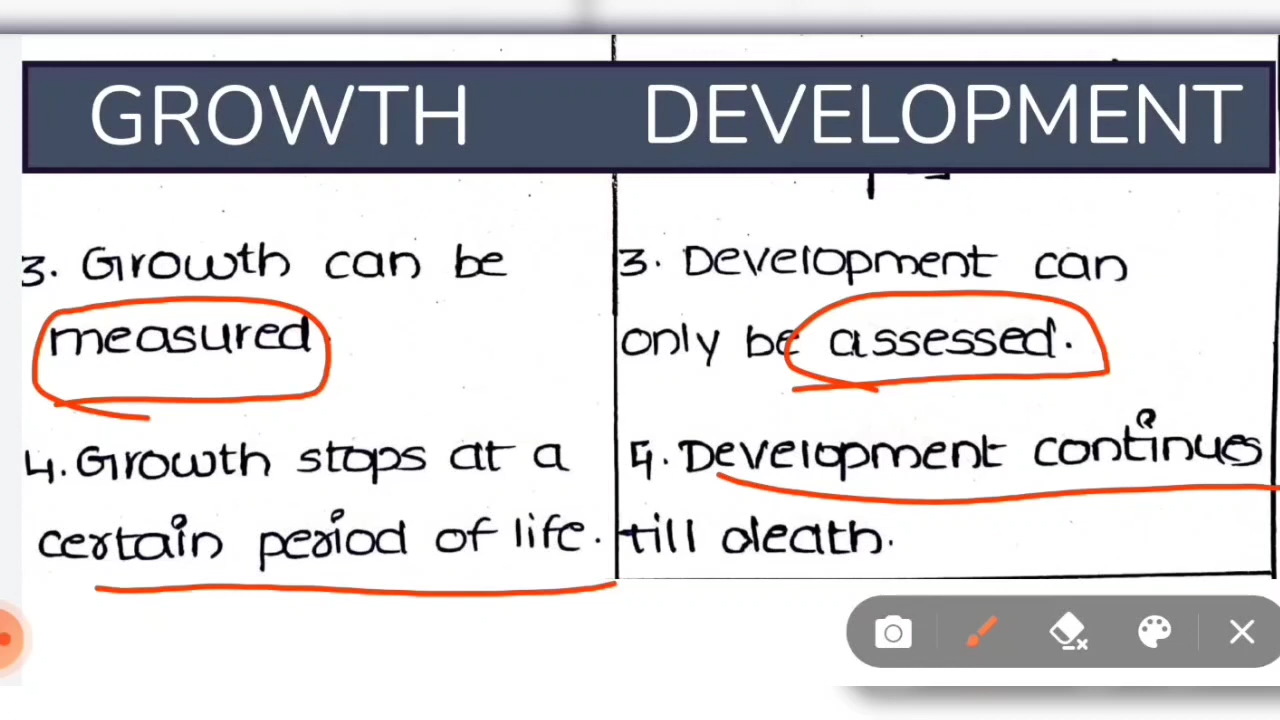 GROWTH
DEVELOPMENT
3. Growth can be
measured
4. Growth stops at a
certain period of life.
3. Development can
only be assessed.
4. Development continues
till death.